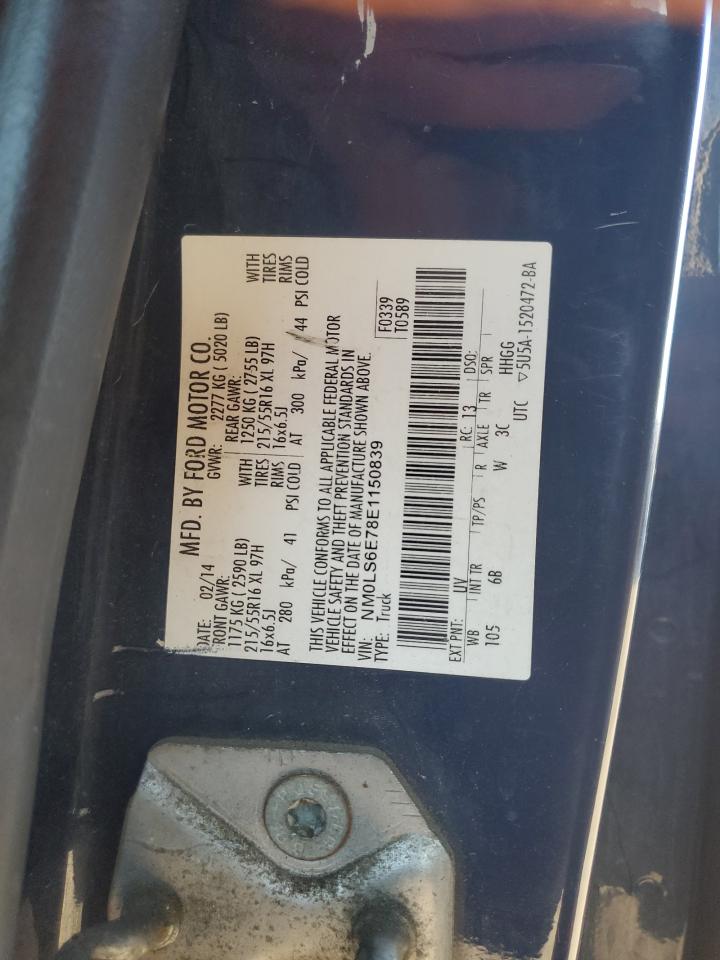 MFD. BY FORD MOTOR CO.
DATE: 02/14 GVWR: 2277 KG ( 5020 LB)
FRONT GAWR: REAR GAWR:
1175 KG ( 2590 LB) WITH 1250 KG ( 2755 LB) WITH
215/55R16 XL 97H TIRES 215/55R16 XL 97H TIRES
16x6.5J RIMS 16x6.5J RIMS
AT 280 kPa/ 41 PSI COLD AT 300 kPa/ 44 PSI COLD
THIS VEHICLE CONFORMS TO ALL APPLICABLE FEDERAL MOTOR
VEHICLE SAFETY AND THEFT PREVENTION STANDARDS IN
EFFECT ON THE DATE OF MANUFACTURE SHOWN ABOVE.
VIN: NM0LS6E78E1150839 F0339
TYPE: Truck T0589
EXT PNT: UV RC: 13 DSO:
WB INT TR TP/PS R AXLE TR SPR
105 6B W 3C HHGG
UTC ▽5U5A-1520472-BA